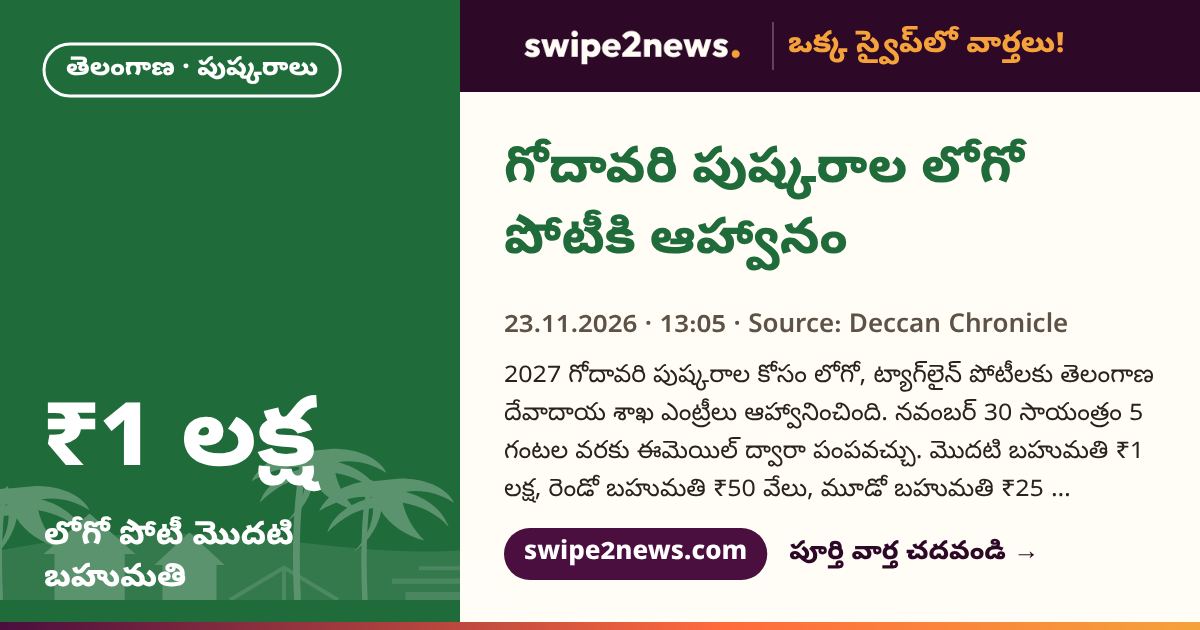 తెలంగాణ · పుష్కరాలు
₹1 లక్ష
లోగో పోటీ మొదటి
బహుమతి
swipe2news.
ఒక్క స్వైప్‌లో వార్తలు!
గోదావరి పుష్కరాల లోగో
పోటీకి ఆహ్వానం
23.11.2026 · 13:05 · Source: Deccan Chronicle
2027 గోదావరి పుష్కరాల కోసం లోగో, ట్యాగ్‌లైన్ పోటీలకు తెలంగాణ
దేవాదాయ శాఖ ఎంట్రీలు ఆహ్వానించింది. నవంబర్ 30 సాయంత్రం 5
గంటల వరకు ఈమెయిల్ ద్వారా పంపవచ్చు. మొదటి బహుమతి ₹1
లక్ష, రెండో బహుమతి ₹50 వేలు, మూడో బహుమతి ₹25 ...
swipe2news.com
పూర్తి వార్త చదవండి →